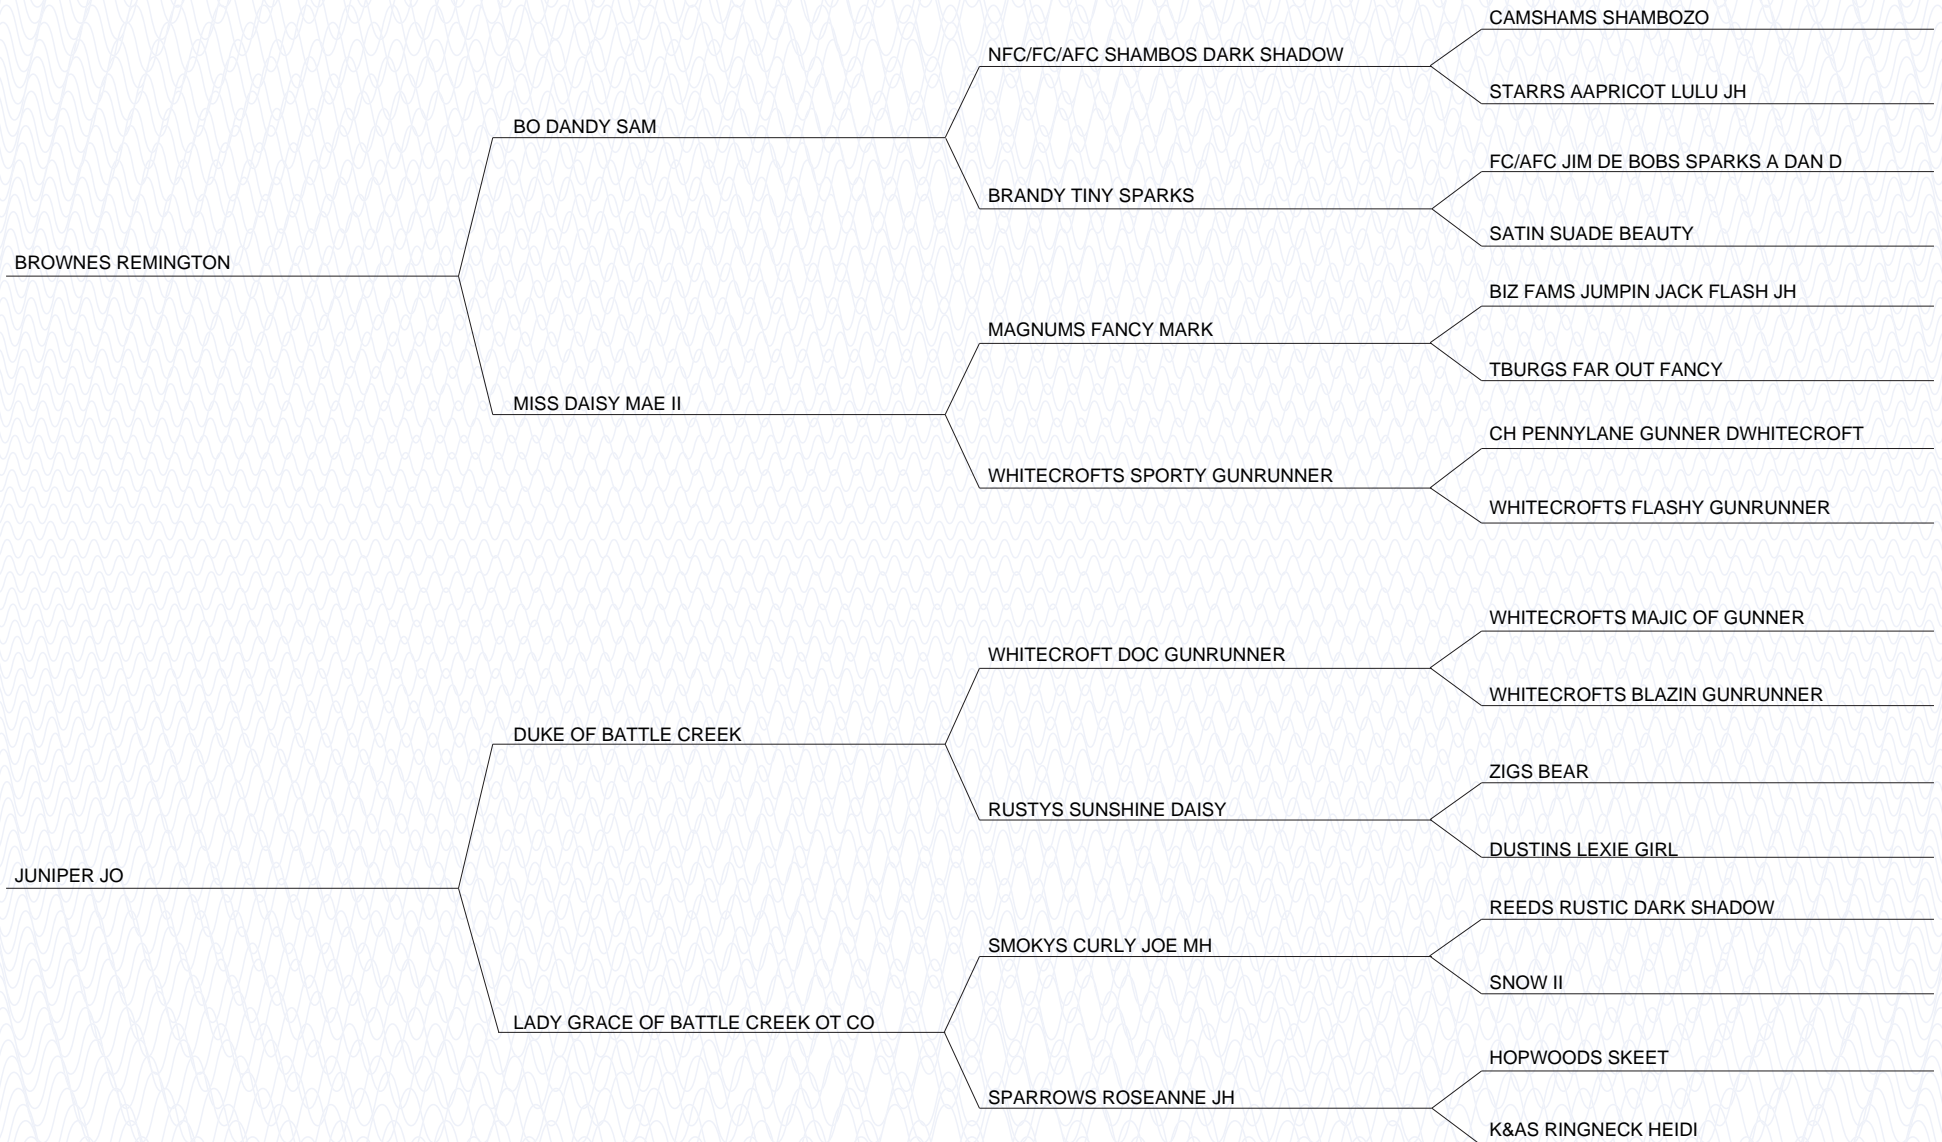 CAMSHAMS SHAMBOZO
NFC/FC/AFC SHAMBOS DARK SHADOW
STARRS AAPRICOT LULU JH
BO DANDY SAM
FC/AFC JIM DE BOBS SPARKS A DAN D
BRANDY TINY SPARKS
SATIN SUADE BEAUTY
BROWNES REMINGTON
BIZ FAMS JUMPIN JACK FLASH JH
MAGNUMS FANCY MARK
TBURGS FAR OUT FANCY
MISS DAISY MAE II
CH PENNYLANE GUNNER DWHITECROFT
WHITECROFTS SPORTY GUNRUNNER
WHITECROFTS FLASHY GUNRUNNER
WHITECROFTS MAJIC OF GUNNER
WHITECROFT DOC GUNRUNNER
WHITECROFTS BLAZIN GUNRUNNER
DUKE OF BATTLE CREEK
ZIGS BEAR
RUSTYS SUNSHINE DAISY
DUSTINS LEXIE GIRL
JUNIPER JO
REEDS RUSTIC DARK SHADOW
SMOKYS CURLY JOE MH
SNOW II
LADY GRACE OF BATTLE CREEK OT CO
HOPWOODS SKEET
SPARROWS ROSEANNE JH
K&AS RINGNECK HEIDI